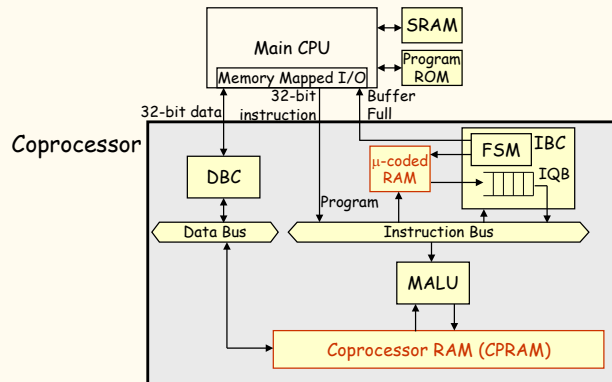 SRAM
Main CPU
Program
ROM
Memory Mapped I/O
32-bit data
32-bit
instruction
Buffer
Full
Coprocessor
FSM
IBC
μ-coded
RAM
IQB
DBC
Program
Data Bus
Instruction Bus
MALU
Coprocessor RAM (CPRAM)